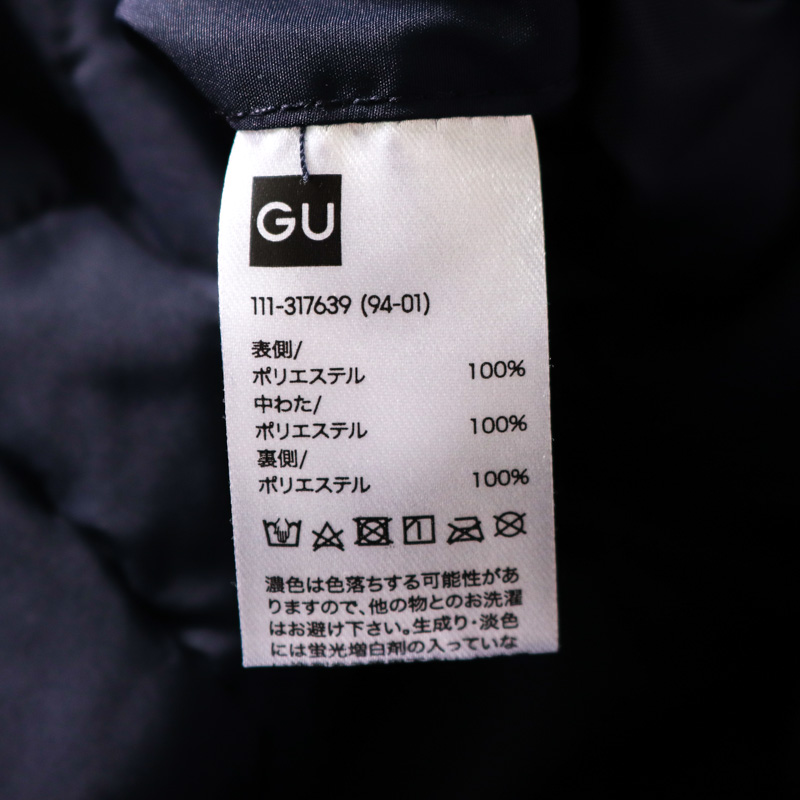 GU
111-317639 (94-01)
表側/
ポリエステル 100%
中わた/
ポリエステル 100%
裏側/
ポリエステル 100%
濃色は色落ちする可能性があ
りますので、他の物とのお洗濯
はお避け下さい。生成り・淡色
には蛍光増白剤の入っていな